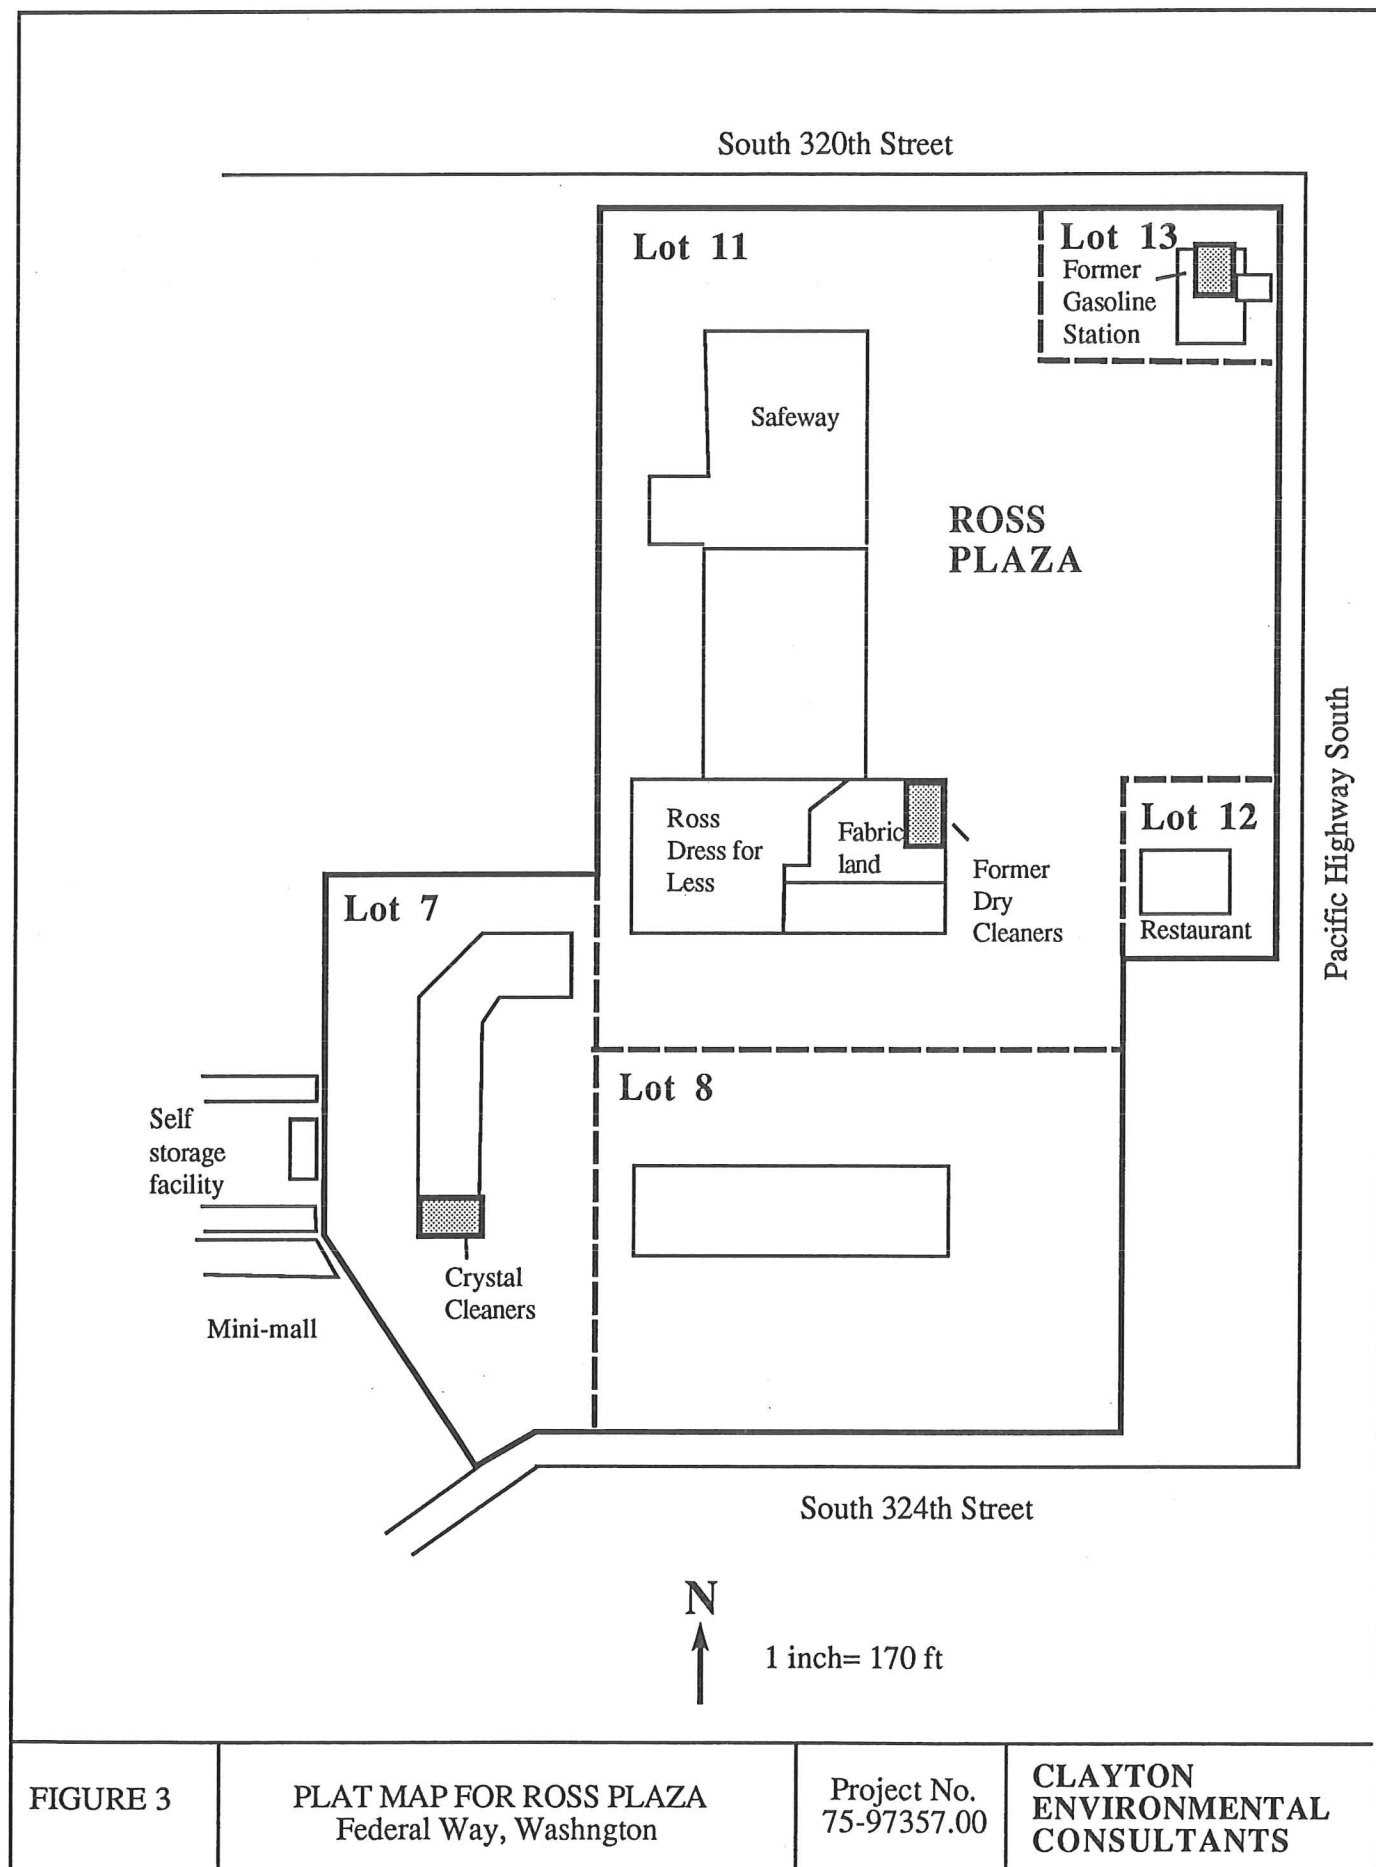 South 320th Street
Lot 11
Lot 13
Former
Gasoline
Station
Safeway
ROSS
PLAZA
Pacific Highway South
Ross
Dress for
Less
Fabric
land
Former
Dry
Cleaners
Lot 12
Restaurant
Lot 7
Lot 8
Self
storage
facility
Crystal
Cleaners
Mini-mall
South 324th Street
N
1 inch= 170 ft
FIGURE 3
PLAT MAP FOR ROSS PLAZA
Federal Way, Washngton
Project No.
75-97357.00
CLAYTON
ENVIRONMENTAL
CONSULTANTS